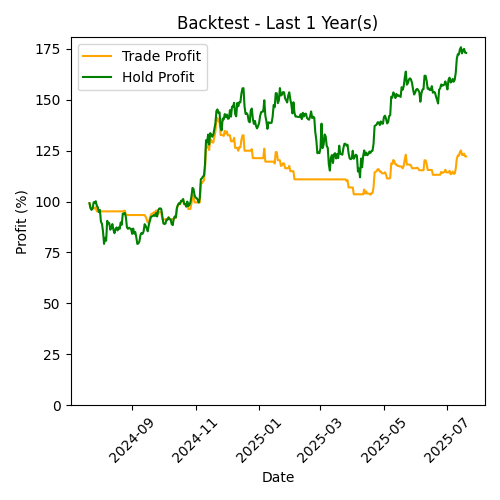 Backtest - Last 1 Year(s)
Trade Profit
Hold Profit
Profit (%)
175
150
125
100
75
50
25
0
2024-09
2024-11
2025-01
2025-03
2025-05
2025-07
Date